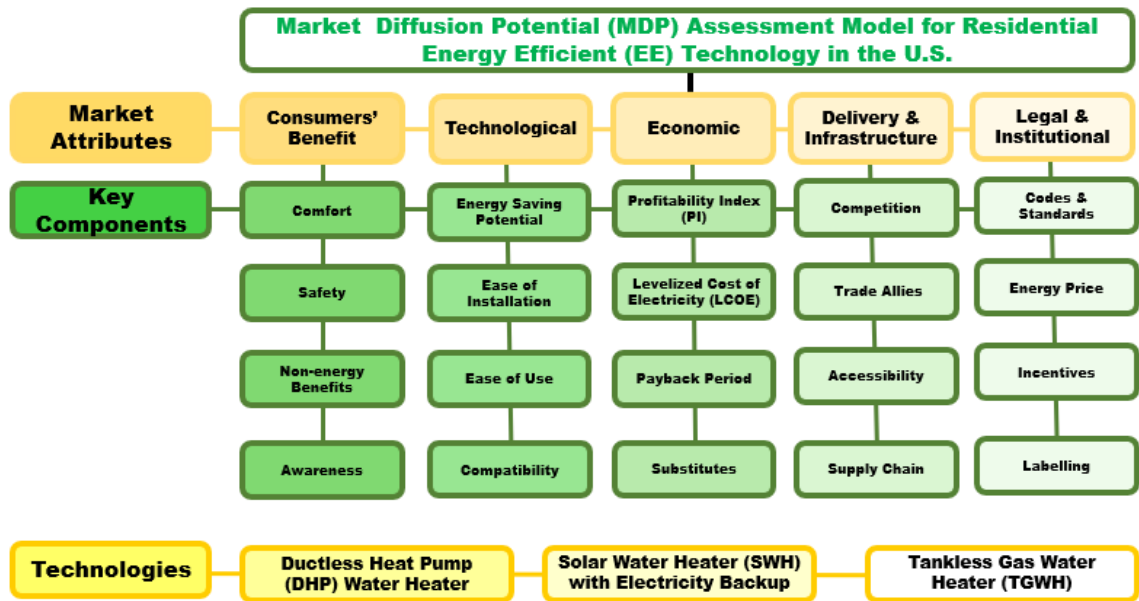 Market Diffusion Potential (MDP) Assessment Model for Residential
Energy Efficient (EE) Technology in the U.S.
Market
Attributes
Consumers'
Benefit
Technological
Economic
Delivery &
Infrastructure
Legal &
Institutional
Key
Components
Comfort
Energy Saving
Potential
Profitability Index
(PI)
Competition
Codes &
Standards
Safety
Ease of
Installation
Levelized Cost of
Electricity (LCOE)
Trade Allies
Energy Price
Non-energy
Benefits
Ease of Use
Payback Period
Accessibility
Incentives
Awareness
Compatibility
Substitutes
Supply Chain
Labelling
Technologies
Ductless Heat Pump
(DHP) Water Heater
Solar Water Heater (SWH)
with Electricity Backup
Tankless Gas Water
Heater (TGWH)